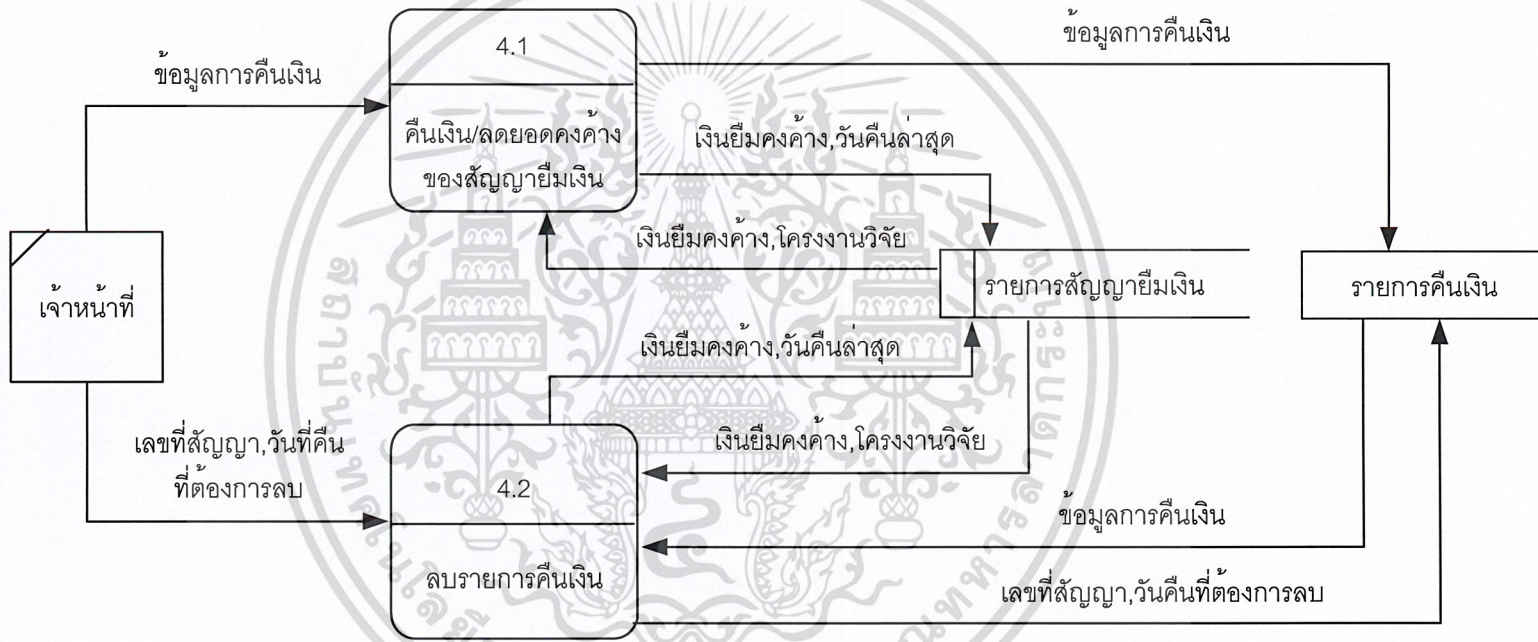 ข้อมูลการคืนเงิน
4.1
คืนเงิน/ลดยอดคงค้าง
ของสัญญายืมเงิน
ข้อมูลการคืนเงิน
เงินยืมคงค้าง,วันคืนล่าสุด
เงินยืมคงค้าง,โครงงานวิจัย
เจ้าหน้าที่
รายการสัญญายืมเงิน
รายการคืนเงิน
เงินยืมคงค้าง,วันคืนล่าสุด
เลขที่สัญญา,วันที่คืน
ที่ต้องการลบ
เงินยืมคงค้าง,โครงงานวิจัย
4.2
ลบรายการคืนเงิน
ข้อมูลการคืนเงิน
เลขที่สัญญา,วันคืนที่ต้องการลบ